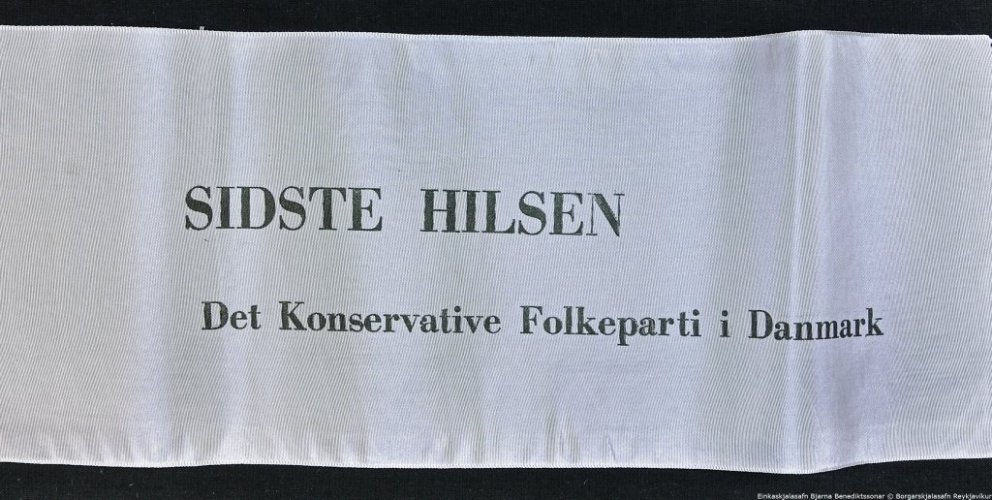 SIDSTE HILSEN
Det Konservative Folkeparti i Danmark
Einkaskjalasafn Bjarna Benediktssonar © Borgarskjalasafn Reykjavíkur